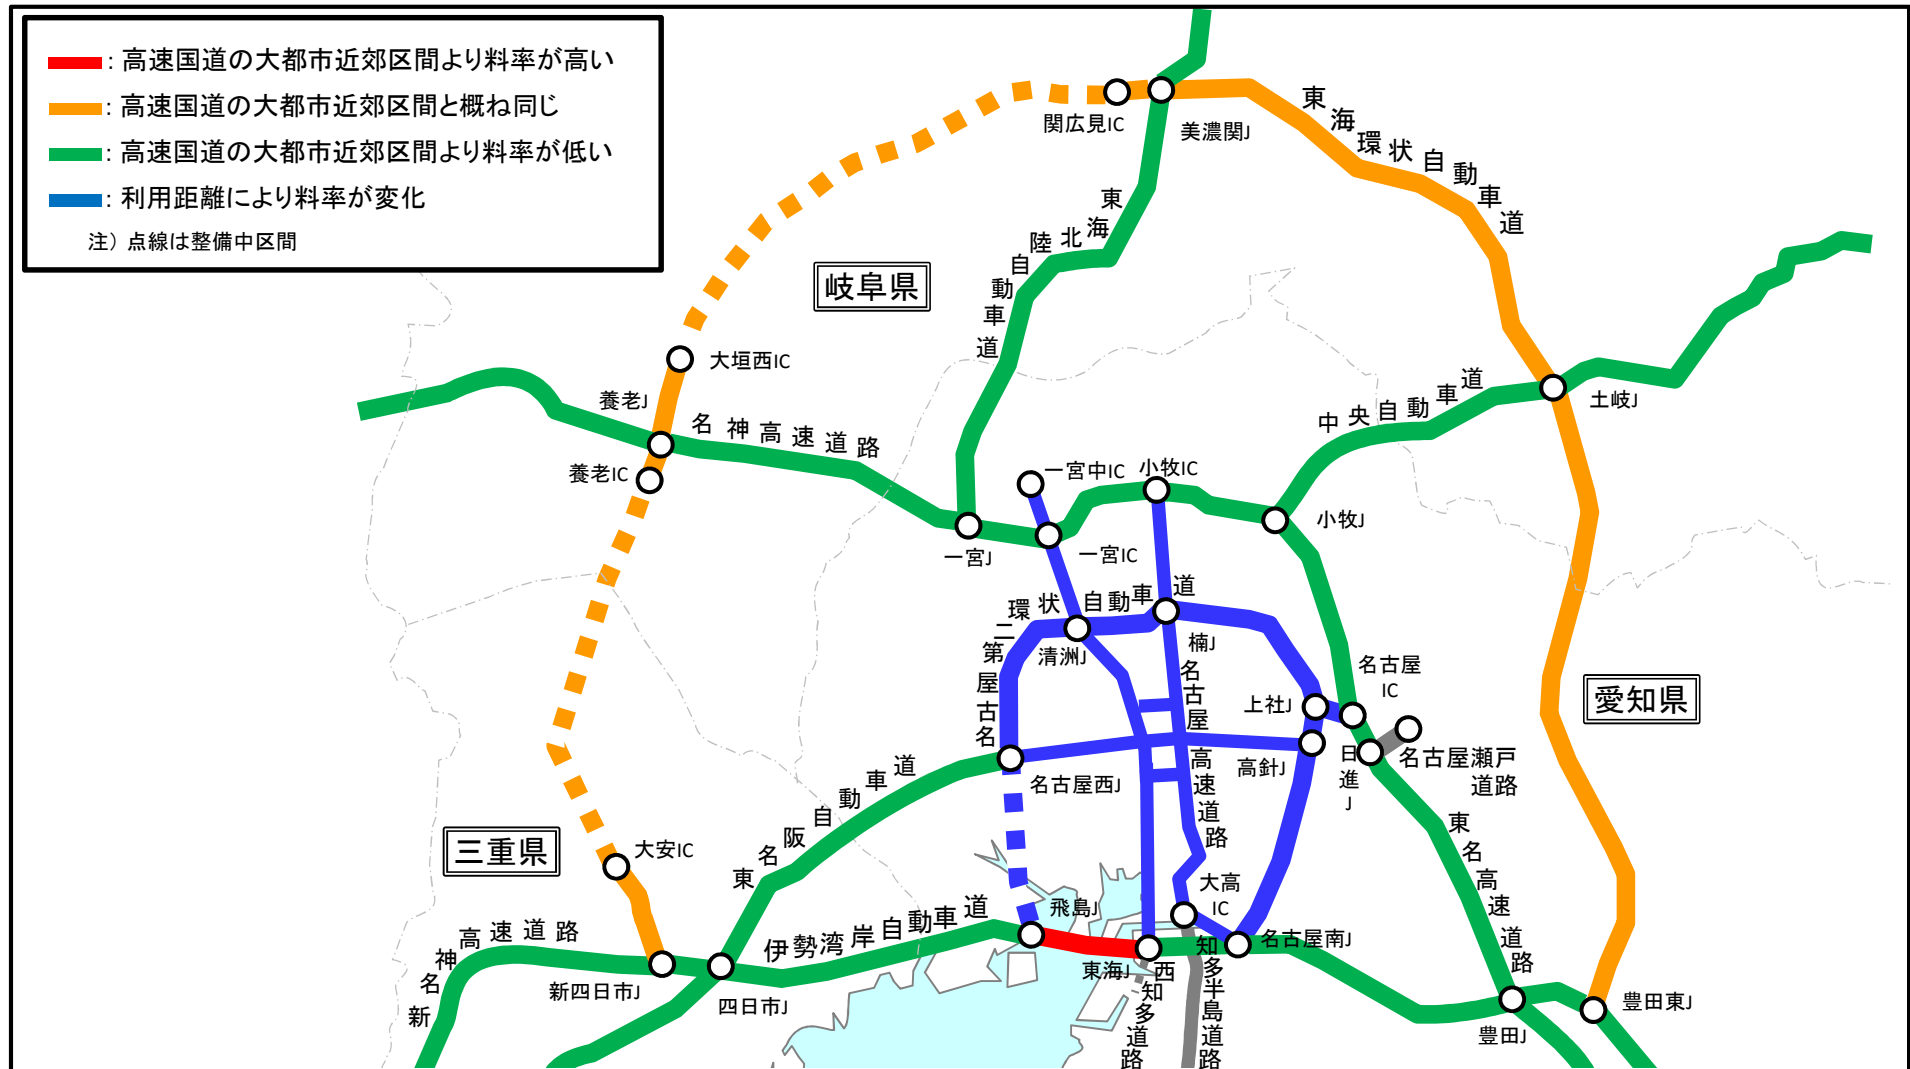 : 高速国道の大都市近郊区間より料率が高い
: 高速国道の大都市近郊区間と概ね同じ
: 高速国道の大都市近郊区間より料率が低い
: 利用距離により料率が変化
注）点線は整備中区間
関広見IC
美濃関J
東海環状自動車道
東海北陸自動車道
岐阜県
大垣西IC
養老J
名神高速道路
養老IC
中央自動車道
土岐J
一宮中IC
小牧IC
小牧J
一宮J
一宮IC
名古屋第二環状自動車道
清洲J
楠J
名古屋高速道路
名古屋
IC
上社J
愛知県
高針J
日進J
名古屋瀬戸
道路
名古屋西J
東名阪自動車道
三重県
大安IC
東名高速道路
大高
IC
飛島J
伊勢湾岸自動車道
名古屋南J
新名神高速道路
新四日市J
四日市J
東海J
西知多道路
知多半島道路
豊田J
豊田東J